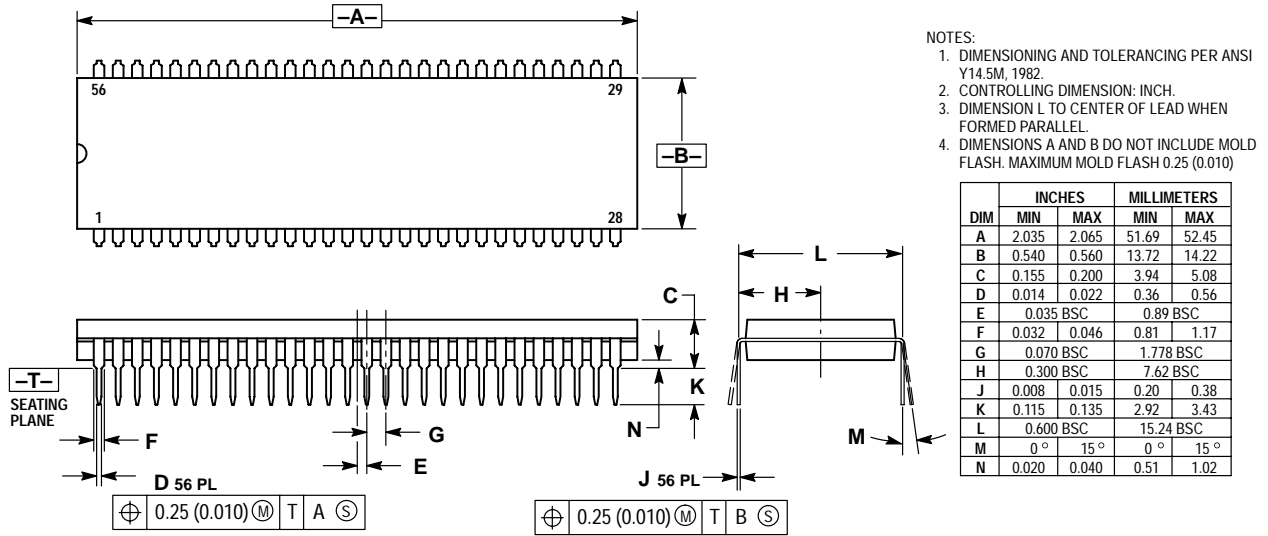 –A–
56 29
–B–
1 28
L
H
C
K
–T–
SEATING
PLANE
N
G
M
F
E
D 56 PL
J 56 PL
⌖ 0.25 (0.010) Ⓜ T A Ⓢ
⌖ 0.25 (0.010) Ⓜ T B Ⓢ
NOTES:
1. DIMENSIONING AND TOLERANCING PER ANSI
Y14.5M, 1982.
2. CONTROLLING DIMENSION: INCH.
3. DIMENSION L TO CENTER OF LEAD WHEN
FORMED PARALLEL.
4. DIMENSIONS A AND B DO NOT INCLUDE MOLD
FLASH. MAXIMUM MOLD FLASH 0.25 (0.010)
INCHES MILLIMETERS
DIM MIN MAX MIN MAX
A 2.035 2.065 51.69 52.45
B 0.540 0.560 13.72 14.22
C 0.155 0.200 3.94 5.08
D 0.014 0.022 0.36 0.56
E 0.035 BSC 0.89 BSC
F 0.032 0.046 0.81 1.17
G 0.070 BSC 1.778 BSC
H 0.300 BSC 7.62 BSC
J 0.008 0.015 0.20 0.38
K 0.115 0.135 2.92 3.43
L 0.600 BSC 15.24 BSC
M 0° 15° 0° 15°
N 0.020 0.040 0.51 1.02